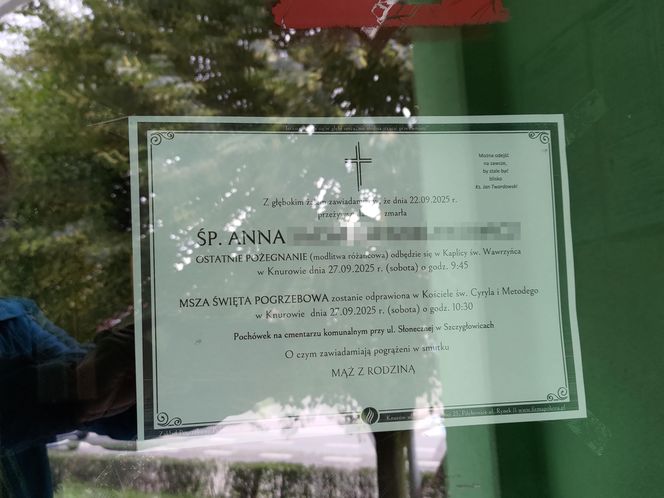 Można odejść
na zawsze,
by stale być
blisko
Ks. Jan Twardowski
Z głębokim żalem zawiadamiamy, że dnia 22.09.2025 r.
zmarła
ŚP. ANNA
OSTATNIE POŻEGNANIE (modlitwa różańcowa) odbędzie się w Kaplicy św. Wawrzyńca
w Knurowie dnia 27.09.2025 r. (sobota) o godz. 9:45
MSZA ŚWIĘTA POGRZEBOWA zostanie odprawiona w Kościele św. Cyryla i Metodego
w Knurowie dnia 27.09.2025 r. (sobota) o godz. 10:30
Pochówek na cmentarzu komunalnym przy ul. Słonecznej w Szczygłowicach
O czym zawiadamiają pogrążeni w smutku
MĄŻ Z RODZINĄ